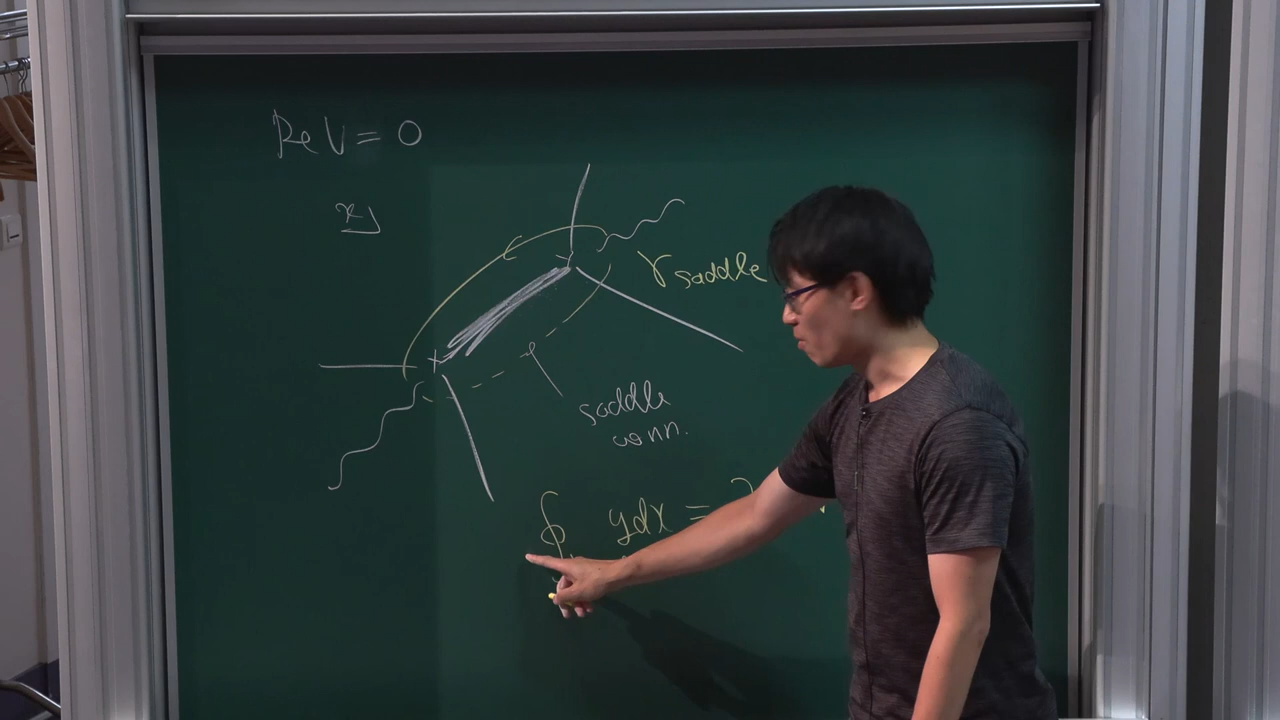 Re V = 0
x y
γ saddle
saddle
conn.
∮ ydx =